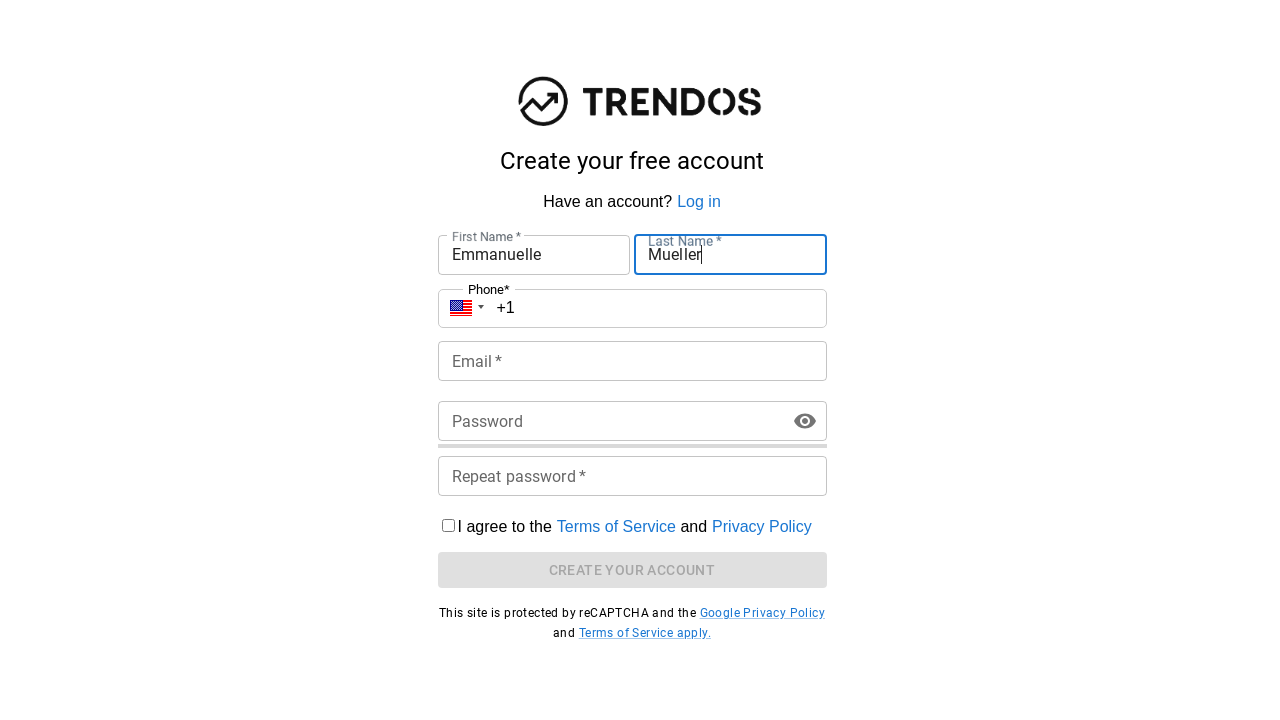 TRENDOS
Create your free account
Have an account? Log in
First Name *
Last Name *
Emmanuelle
Mueller
Phone*
+1
Email *
Password
Repeat password *
I agree to the Terms of Service and Privacy Policy
CREATE YOUR ACCOUNT
This site is protected by reCAPTCHA and the Google Privacy Policy
and Terms of Service apply.